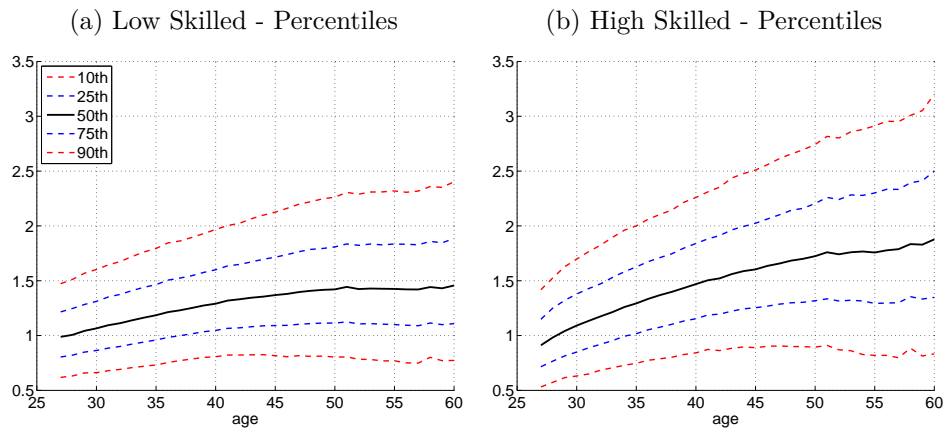 (a) Low Skilled - Percentiles
3.5
3
2.5
2
1.5
1
0.5
25 30 35 40 45 50 55 60
age
10th
25th
50th
75th
90th
(b) High Skilled - Percentiles
3.5
3
2.5
2
1.5
1
0.5
25 30 35 40 45 50 55 60
age